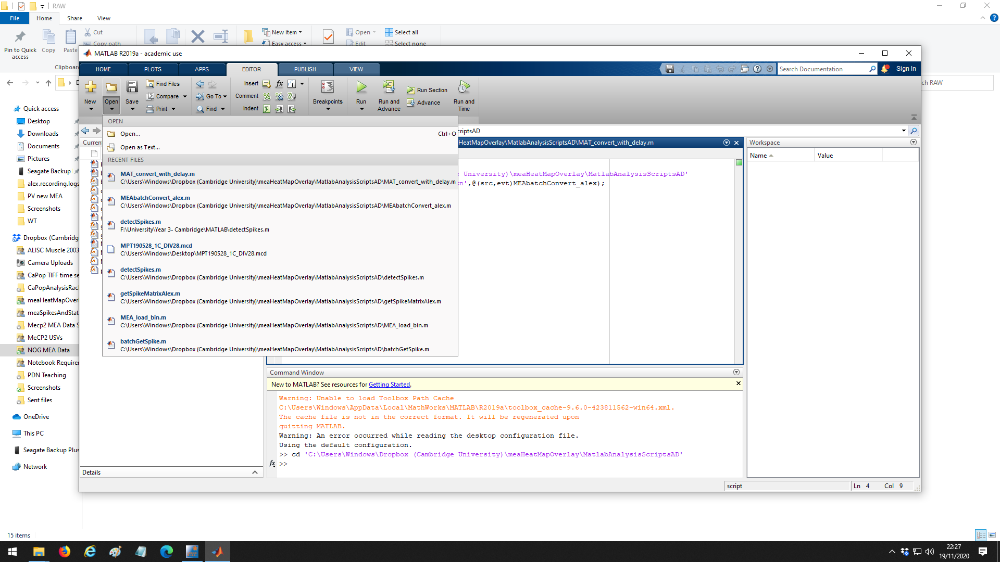 RAW
File Home Share View
Pin to Quick access
Copy
Paste
Cut
Copy path
New item
Easy access
Open
Edit
Select all
Select none
Clipboard
MATLAB R2019a - academic use
HOME PLOTS APPS EDITOR PUBLISH VIEW
Search Documentation
Sign In
New
Open
Save
Find Files
Compare
Print
Go To
Find
Insert
Comment
Indent
fx
Breakpoints
Run
Run and Advance
Run Section
Advance
Run and Time
ch RAW
criptsAD
Quick access
Desktop
Downloads
Documents
Pictures
Seagate Backup
alex.recording.logs
PV new MEA
Screenshots
WT
Dropbox (Cambridg
ALISC Muscle 2003
Camera Uploads
CaPop TIFF time se
CaPopAnalysisRac
meaHeatMapOverl
meaSpikesAndStat
Mecp2 MEA Data S
MeCP2 USVs
NOG MEA Data
Notebook Requirer
PDN Teaching
Screenshots
Sent files
OneDrive
This PC
Seagate Backup Plus
Network
15 items
Curren
OPEN
Open... Ctrl+O
Open as Text...
RECENT FILES
MAT_convert_with_delay.m
C:\Users\Windows\Dropbox (Cambridge University)\meaHeatMapOverlay\MatlabAnalysisScriptsAD\MAT_convert_with_delay.m
MEAbatchConvert_alex.m
C:\Users\Windows\Dropbox (Cambridge University)\meaHeatMapOverlay\MatlabAnalysisScriptsAD\MEAbatchConvert_alex.m
detectSpikes.m
F:\University\Year 3- Cambridge\MATLAB\detectSpikes.m
MPT190528_1C_DIV28.mcd
C:\Users\Windows\Desktop\MPT190528_1C_DIV28.mcd
detectSpikes.m
C:\Users\Windows\Dropbox (Cambridge University)\meaHeatMapOverlay\MatlabAnalysisScriptsAD\detectSpikes.m
getSpikeMatrixAlex.m
C:\Users\Windows\Dropbox (Cambridge University)\meaHeatMapOverlay\MatlabAnalysisScriptsAD\getSpikeMatrixAlex.m
MEA_load_bin.m
C:\Users\Windows\Dropbox (Cambridge University)\meaHeatMapOverlay\MatlabAnalysisScriptsAD\MEA_load_bin.m
batchGetSpike.m
C:\Users\Windows\Dropbox (Cambridge University)\meaHeatMapOverlay\MatlabAnalysisScriptsAD\batchGetSpike.m
HeatMapOverlay\MatlabAnalysisScriptsAD\MAT_convert_with_delay.m
University)\meaHeatMapOverlay\MatlabAnalysisScriptsAD'
n',@(src,evt)MEAbatchConvert_alex);
Workspace
Name Value
Command Window
New to MATLAB? See resources for Getting Started.
Warning: Unable to load Toolbox Path Cache
C:\Users\Windows\AppData\Local\MathWorks\MATLAB\R2019a\toolbox_cache-9.6.0-423811562-win64.xml.
The cache file is not in the correct format. It will be regenerated upon
quitting MATLAB.
Warning: An error occurred while reading the desktop configuration file.
Using the default configuration.
>> cd 'C:\Users\Windows\Dropbox (Cambridge University)\meaHeatMapOverlay\MatlabAnalysisScriptsAD'
fx >>
Details
script Ln 4 Col 9
22:27
19/11/2020